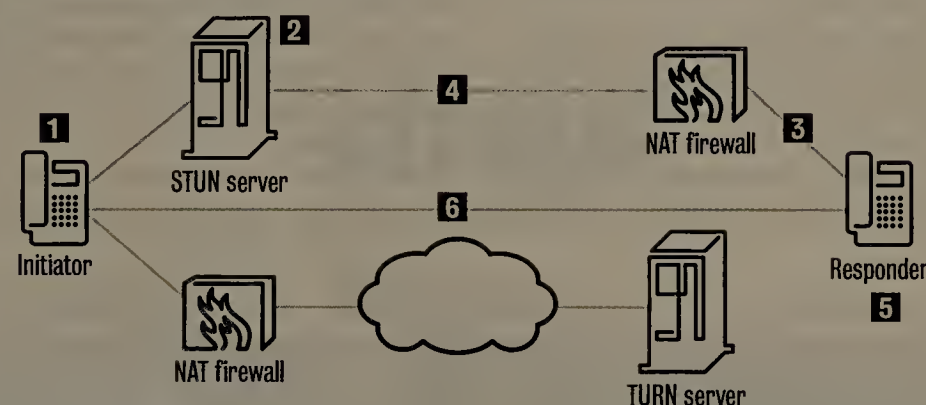 2
4
1
NAT firewall
3
STUN server
6
Initiator
Responder
5
NAT firewall
TURN server